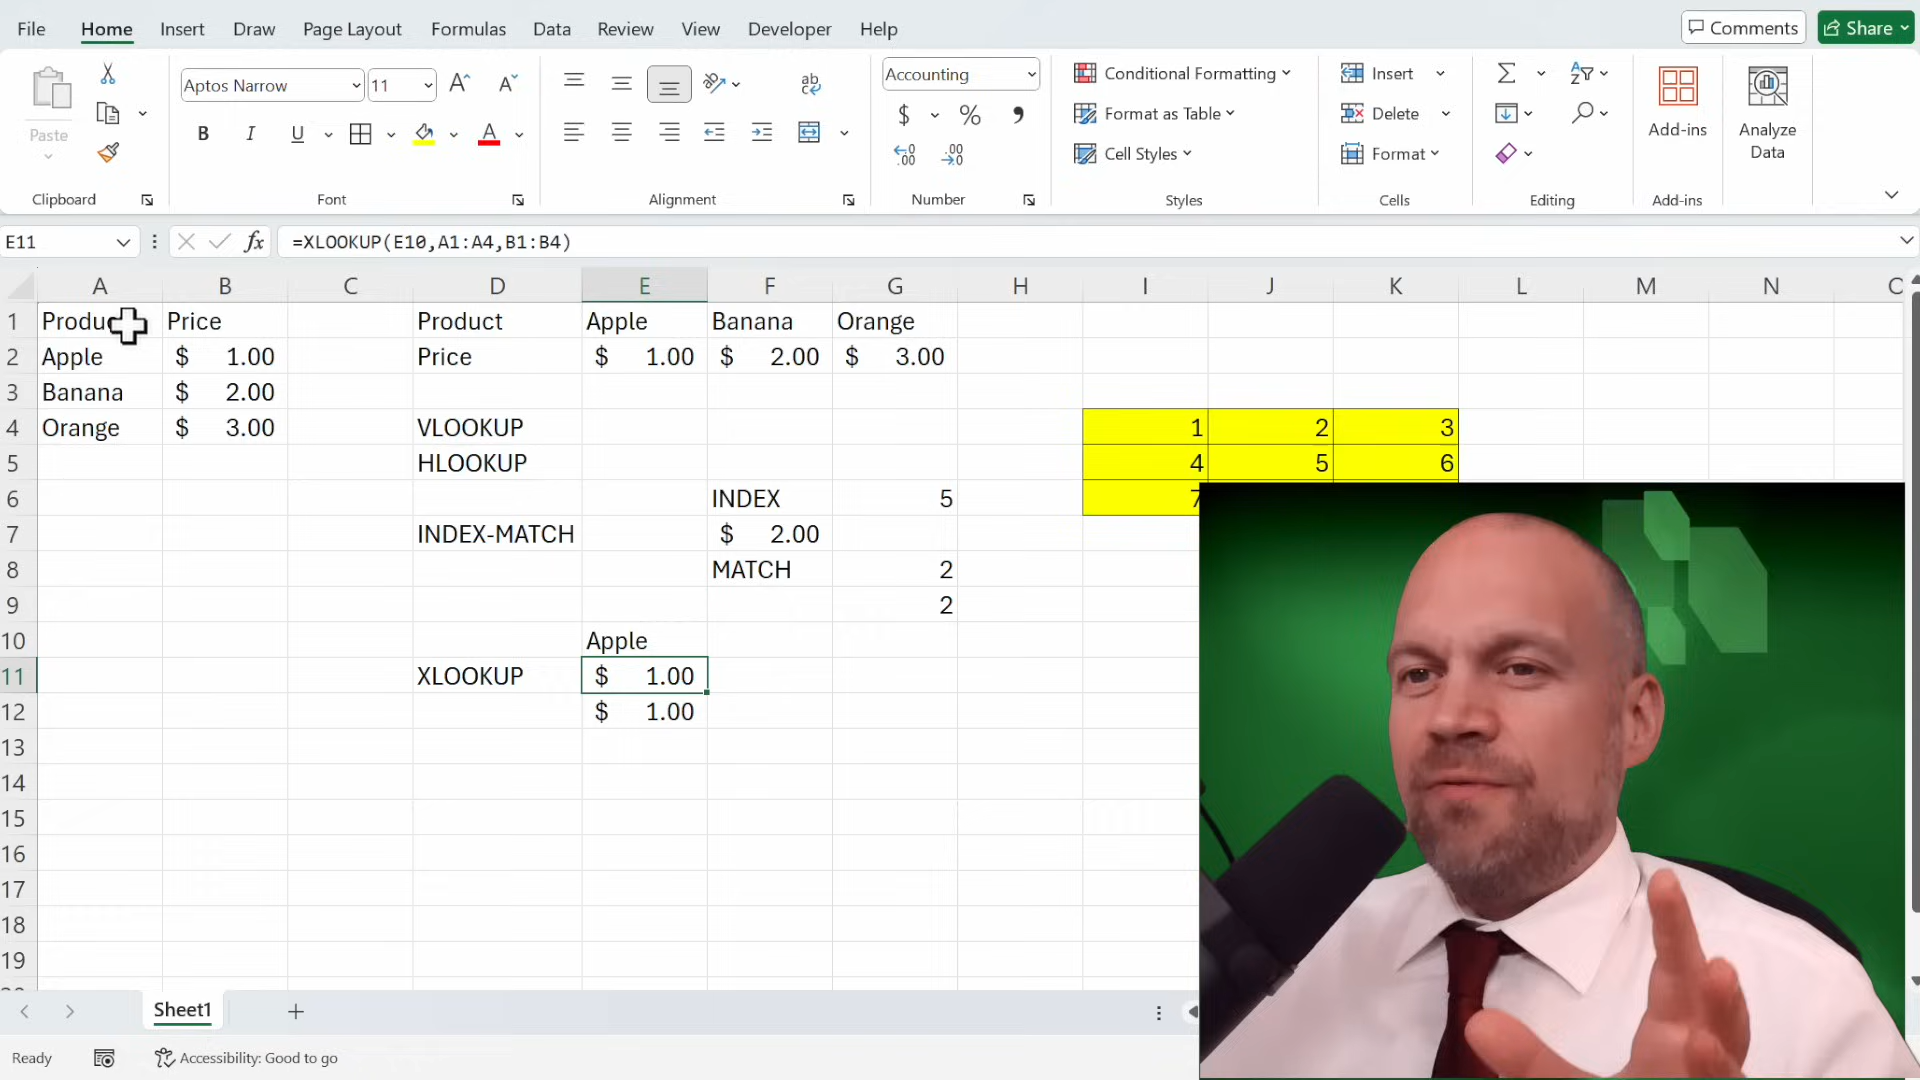 File Home Insert Draw Page Layout Formulas Data Review View Developer Help Comments Share
Paste
Clipboard
Aptos Narrow 11
B I U A
Font
ab
Alignment
Accounting
$ % ,
.00
.00
Number
Conditional Formatting
Format as Table
Cell Styles
Styles
Insert
Delete
Format
Cells
Editing
Add-ins
Add-ins
Analyze
Data
E11 fx =XLOOKUP(E10,A1:A4,B1:B4)
A B C D E F G H I J K L M N
1 Price Product Apple Banana Orange
2 Apple $ 1.00 Price $ 1.00 $ 2.00 $ 3.00
3 Banana $ 2.00
4 Orange $ 3.00 VLOOKUP 1 2 3
5 HLOOKUP 4 5 6
6 INDEX 5 7
7 INDEX-MATCH $ 2.00
8 MATCH 2
9 2
10 Apple
11 XLOOKUP $ 1.00
12 $ 1.00
13
14
15
16
17
18
19
Sheet1
Ready Accessibility: Good to go